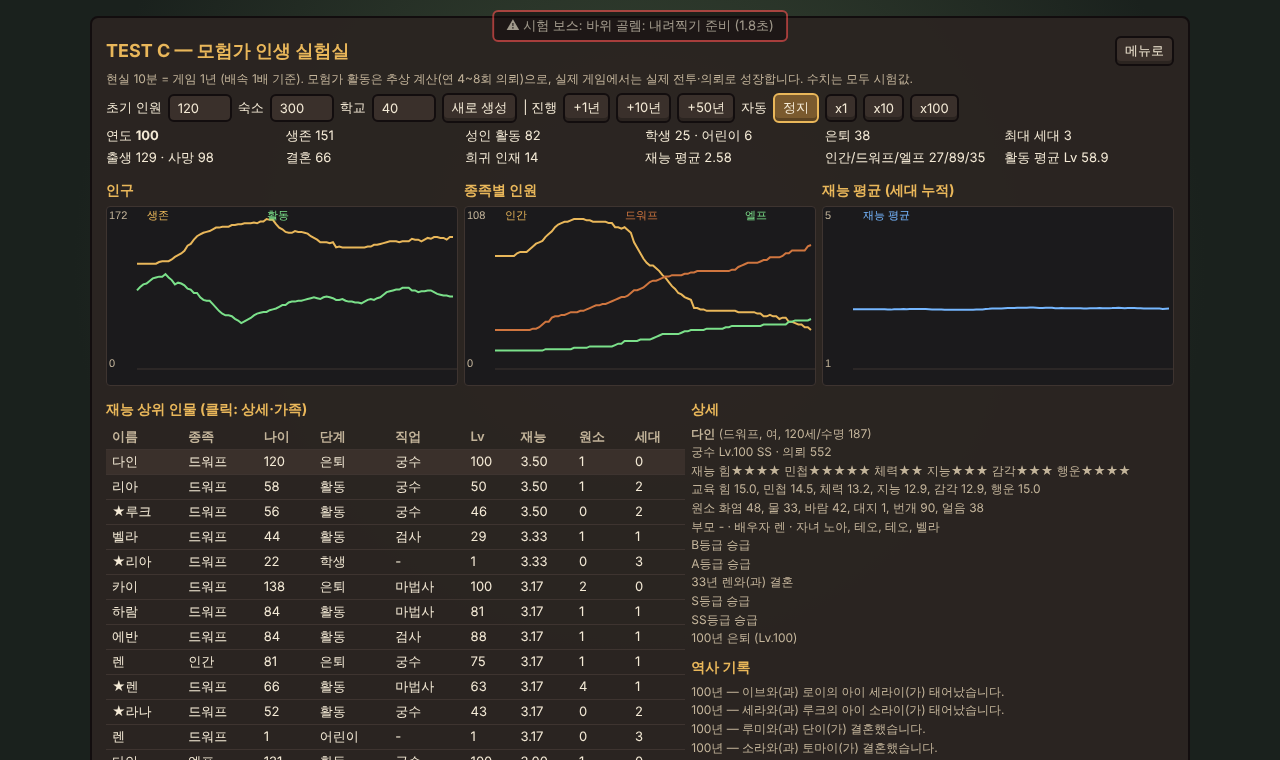 ⚠ 시험 보스: 바위 골렘: 내려찍기 준비 (1.8초)
TEST C — 모험가 인생 실험실
메뉴로
현실 10분 = 게임 1년 (배속 1배 기준). 모험가 활동은 추상 계산(연 4~8회 의뢰)으로, 실제 게임에서는 실제 전투·의뢰로 성장합니다. 수치는 모두 시험값.
초기 인원 120 숙소 300 학교 40 새로 생성 | 진행 +1년 +10년 +50년 자동 정지 x1 x10 x100
연도 100 생존 151 성인 활동 82 학생 25 · 어린이 6 은퇴 38 최대 세대 3
출생 129 · 사망 98 결혼 66 희귀 인재 14 재능 평균 2.58 인간/드워프/엘프 27/89/35 활동 평균 Lv 58.9
인구 종족별 인원 재능 평균 (세대 누적)
172 생존 활동 108 인간 드워프 엘프 5 재능 평균
0 0 1
재능 상위 인물 (클릭: 상세·가족)
이름 종족 나이 단계 직업 Lv 재능 원소 세대
다인 드워프 120 은퇴 궁수 100 3.50 1 0
리아 드워프 58 활동 궁수 50 3.50 1 2
★루크 드워프 56 활동 궁수 46 3.50 0 2
벨라 드워프 44 활동 검사 29 3.33 1 1
★리아 드워프 22 학생 - 1 3.33 0 3
카이 드워프 138 은퇴 마법사 100 3.17 2 0
하람 드워프 84 활동 마법사 81 3.17 1 1
에반 드워프 84 활동 검사 88 3.17 1 1
렌 인간 81 은퇴 궁수 75 3.17 1 1
★렌 드워프 66 활동 마법사 63 3.17 4 1
★라나 드워프 52 활동 궁수 43 3.17 0 2
렌 드워프 1 어린이 - 1 3.17 0 3
상세
다인 (드워프, 여, 120세/수명 187)
궁수 Lv.100 SS · 의뢰 552
재능 힘★★★★ 민첩★★★★★ 체력★★ 지능★★★ 감각★★★ 행운★★★★
교육 힘 15.0, 민첩 14.5, 체력 13.2, 지능 12.9, 감각 12.9, 행운 15.0
원소 화염 48, 물 33, 바람 42, 대지 1, 번개 90, 얼음 38
부모 - · 배우자 렌 · 자녀 노아, 테오, 테오, 벨라
B등급 승급
A등급 승급
33년 렌와(과) 결혼
S등급 승급
SS등급 승급
100년 은퇴 (Lv.100)
역사 기록
100년 — 이브와(과) 로이의 아이 세라이(가) 태어났습니다.
100년 — 세라와(과) 루크의 아이 소라이(가) 태어났습니다.
100년 — 루미와(과) 단이(가) 결혼했습니다.
100년 — 소라와(과) 토마이(가) 결혼했습니다.